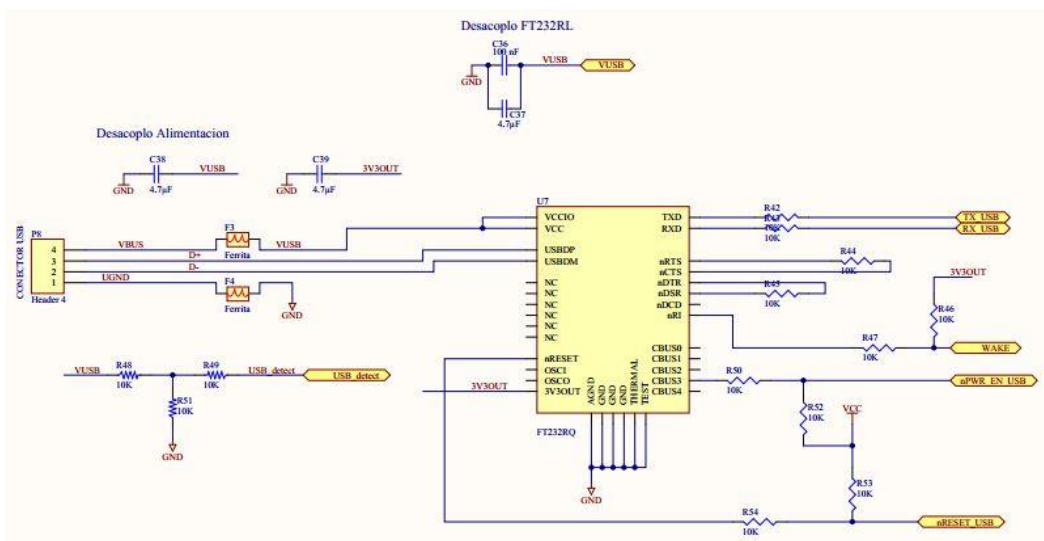 Desacoplo FT232RL
C36
100 nF
GND
VUSB
VUSB
C37
4.7µF
Desacoplo Alimentacion
C38
VUSB
GND
4.7µF
C39
3V3OUT
GND
4.7µF
CONECTOR USB
P8
4
3
2
1
Header 4
VBUS
D+
D-
UGND
F3
Ferrita
VUSB
F4
Ferrita
GND
U7
VCCIO
VCC
USBDP
USBDM
NC
NC
NC
NC
NC
NC
nRESET
OSCI
OSCO
3V3OUT
3V3OUT
AGND
GND
GND
GND
THERMAL
TEST
TXD
RXD
nRTS
nCTS
nDTR
nDSR
nDCD
nRI
CBUS0
CBUS1
CBUS2
CBUS3
CBUS4
FT232RQ
GND
R42
R43
10K
10K
TX_USB
RX_USB
R44
10K
R45
10K
3V3OUT
R46
10K
R47
10K
WAKE
R50
10K
nPWR_EN_USB
R52
10K
VCC
R53
10K
R54
10K
nRESET_USB
VUSB
R48
10K
R49
10K
USB_detect
USB_detect
R51
10K
GND